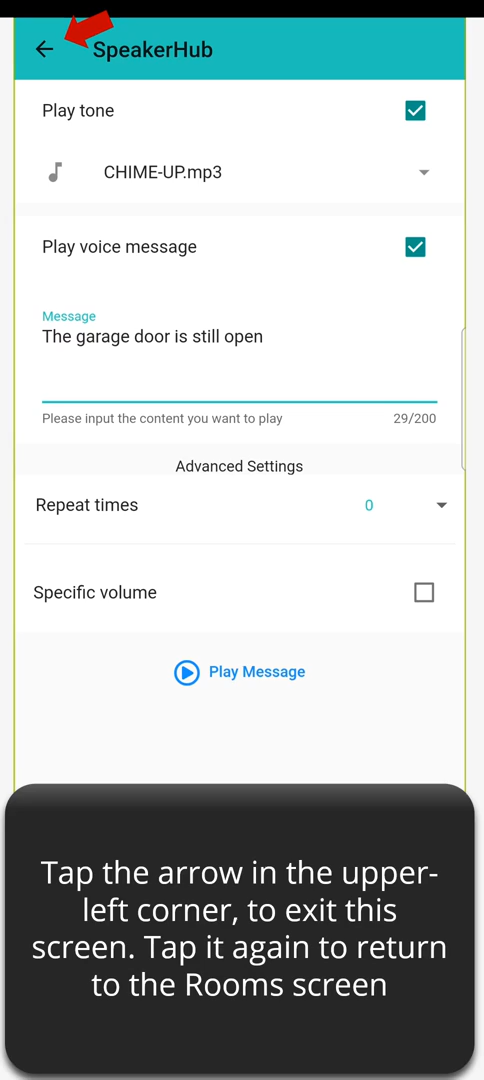 SpeakerHub
Play tone
CHIME-UP.mp3
Play voice message
Message
The garage door is still open
Please input the content you want to play 29/200
Advanced Settings
Repeat times 0
Specific volume
Play Message
Tap the arrow in the upper-
left corner, to exit this
screen. Tap it again to return
to the Rooms screen